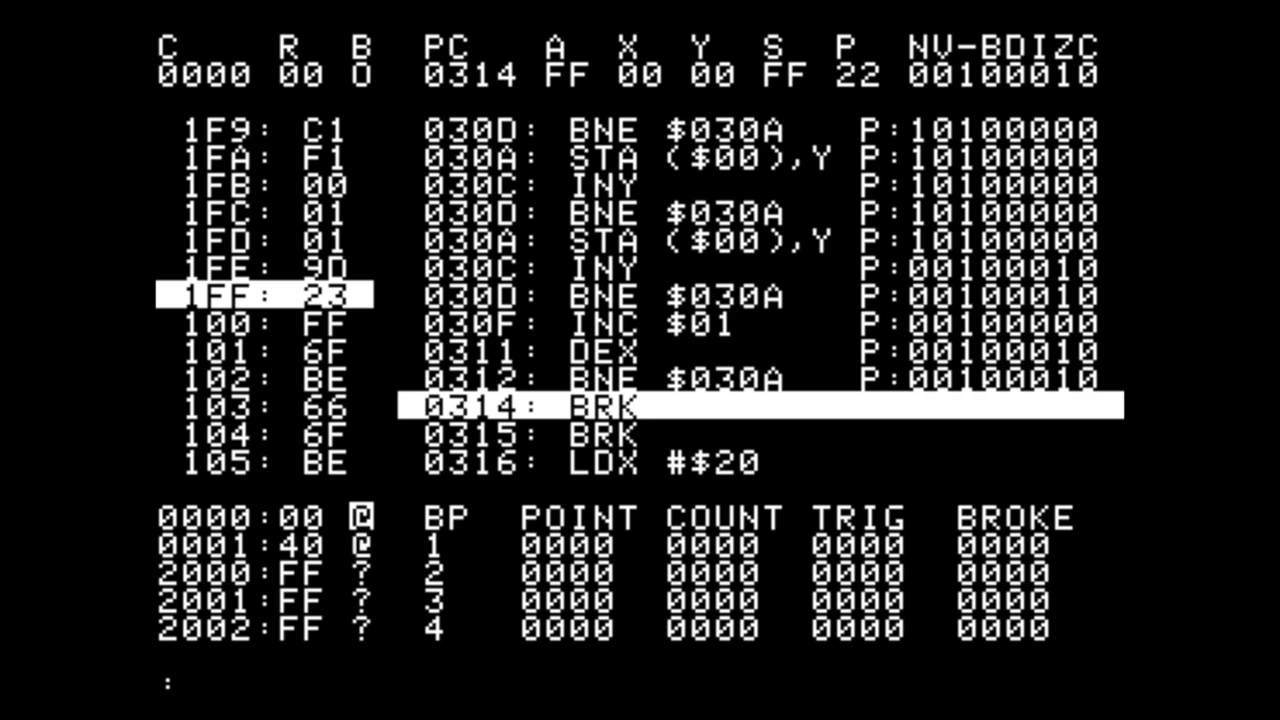 C R B PC A X Y S P NV-BDIZC
0000 00 O 0314 FF 00 00 FF 22 00100010
1F9: C1 030D: BNE $030A P:10100000
1FA: F1 030A: STA ($00),Y P:10100000
1FB: 00 030C: INY P:10100000
1FC: 01 030D: BNE $030A P:10100000
1FD: 01 030A: STA ($00),Y P:10100000
1FE: 9D 030C: INY P:00100010
1FF: 23 030D: BNE $030A P:00100010
100: FF 030F: INC $01 P:00100000
101: 6F 0311: DEX P:00100010
102: BE 0312: BNE $030A P:00100010
103: 66 0314: BRK
104: 6F 0315: BRK
105: BE 0316: LDX #$20
0000:00 @ BP POINT COUNT TRIG BROKE
0001:40 @ 1 0000 0000 0000 0000
2000:FF ? 2 0000 0000 0000 0000
2001:FF ? 3 0000 0000 0000 0000
2002:FF ? 4 0000 0000 0000 0000
: